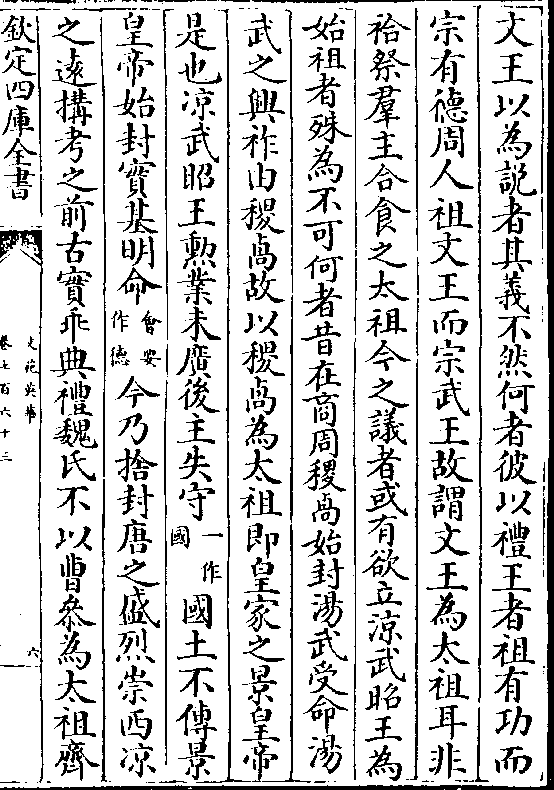 文王以為説者其義不然何者彼以禮王者祖有功而
宗有德周人祖文王而宗武王故謂文王為太祖耳非
祫祭羣主合食之太祖今之議者或有欲立涼武昭王為
始祖者殊為不可何者昔在商周稷卨始封湯武受命湯
武之興祚由稷卨故以稷卨為太祖即皇家之景皇帝
是也凉武昭王勲業未廣後王失守一作國國土不傳景
皇帝始封實基明命會要作德今乃捨封唐之盛烈崇西凉
之遠搆考之前古實乖典禮魏氏不以曹參為太祖齊
欽定四庫全書
文苑英華
卷七百六十三
六